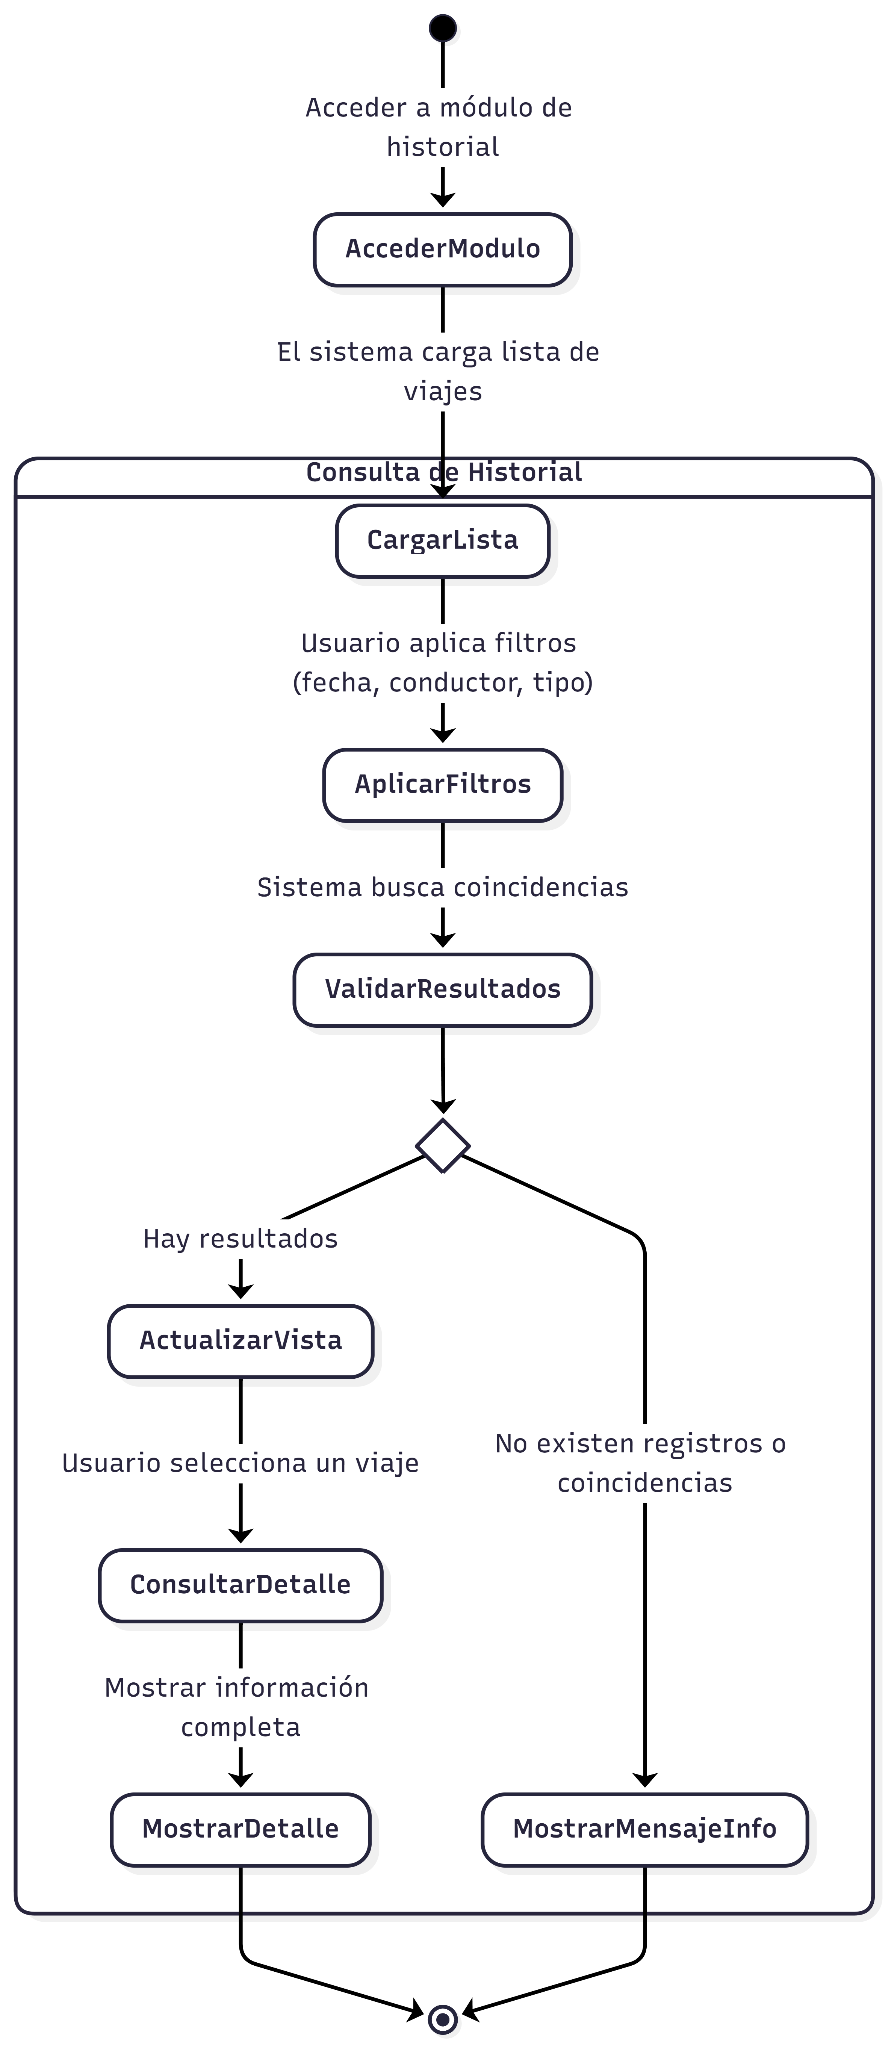 Acceder a módulo de
historial
AccederModulo
El sistema carga lista de
viajes
Consulta de Historial
CargarLista
Usuario aplica filtros
(fecha, conductor, tipo)
AplicarFiltros
Sistema busca coincidencias
ValidarResultados
Hay resultados
ActualizarVista
Usuario selecciona un viaje
No existen registros o
coincidencias
ConsultarDetalle
Mostrar información
completa
MostrarDetalle
MostrarMensajeInfo